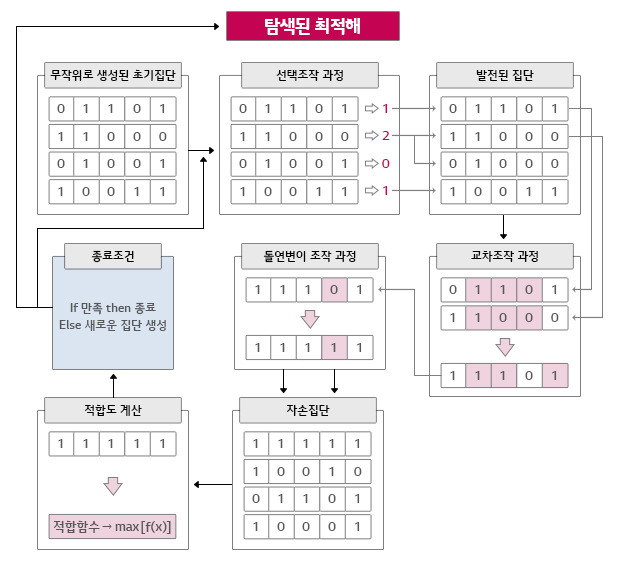 탐색된 최적해
무작위로 생성된 초기집단
0 1 1 0 1
1 1 0 0 0
0 1 0 0 1
1 0 0 1 1
선택조작 과정
0 1 1 0 1 ⇨ 1
1 1 0 0 0 ⇨ 2
0 1 0 0 1 ⇨ 0
1 0 0 1 1 ⇨ 1
발전된 집단
0 1 1 0 1
1 1 0 0 0
0 1 0 0 0
1 0 0 1 1
종료조건
If 만족 then 종료
Else 새로운 집단 생성
돌연변이 조작 과정
1 1 1 0 1
1 1 1 1 1
교차조작 과정
0 1 1 0 1
1 1 0 0 0
1 1 1 0 1
적합도 계산
1 1 1 1 1
적합함수→max[f(x)]
자손집단
1 1 1 1 1
1 0 0 1 0
0 1 1 0 1
1 0 0 0 1